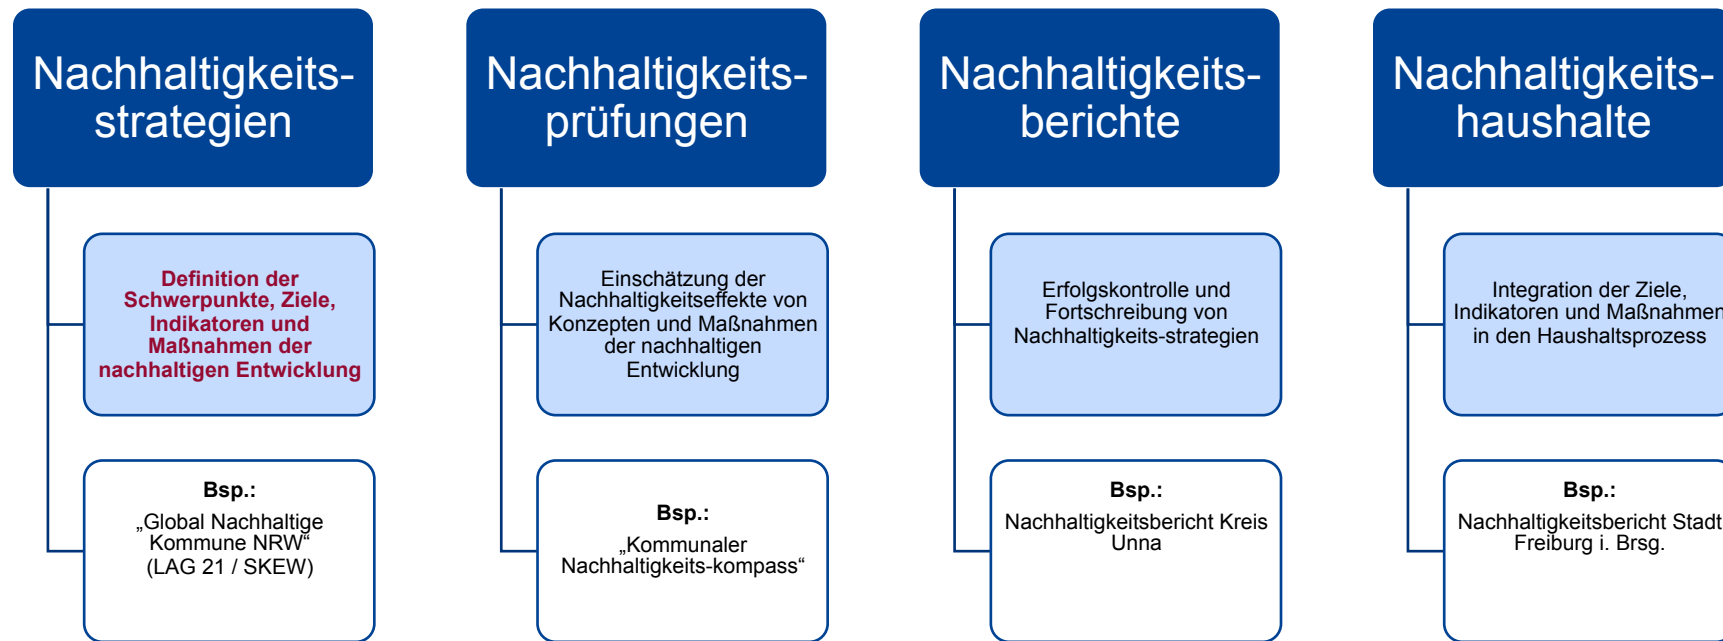 Nachhaltigkeits-
strategien
Definition der
Schwerpunkte, Ziele,
Indikatoren und
Maßnahmen der
nachhaltigen Entwicklung
Bsp.:
„Global Nachhaltige
Kommune NRW“
(LAG 21 / SKEW)
Nachhaltigkeits-
prüfungen
Einschätzung der
Nachhaltigkeitseffekte von
Konzepten und Maßnahmen
der nachhaltigen
Entwicklung
Bsp.:
„Kommunaler
Nachhaltigkeits-kompass“
Nachhaltigkeits-
berichte
Erfolgskontrolle und
Fortschreibung von
Nachhaltigkeits-strategien
Bsp.:
Nachhaltigkeitsbericht Kreis
Unna
Nachhaltigkeits-
haushalte
Integration der Ziele,
Indikatoren und Maßnahmen
in den Haushaltsprozess
Bsp.:
Nachhaltigkeitsbericht Stadt
Freiburg i. Brsg.